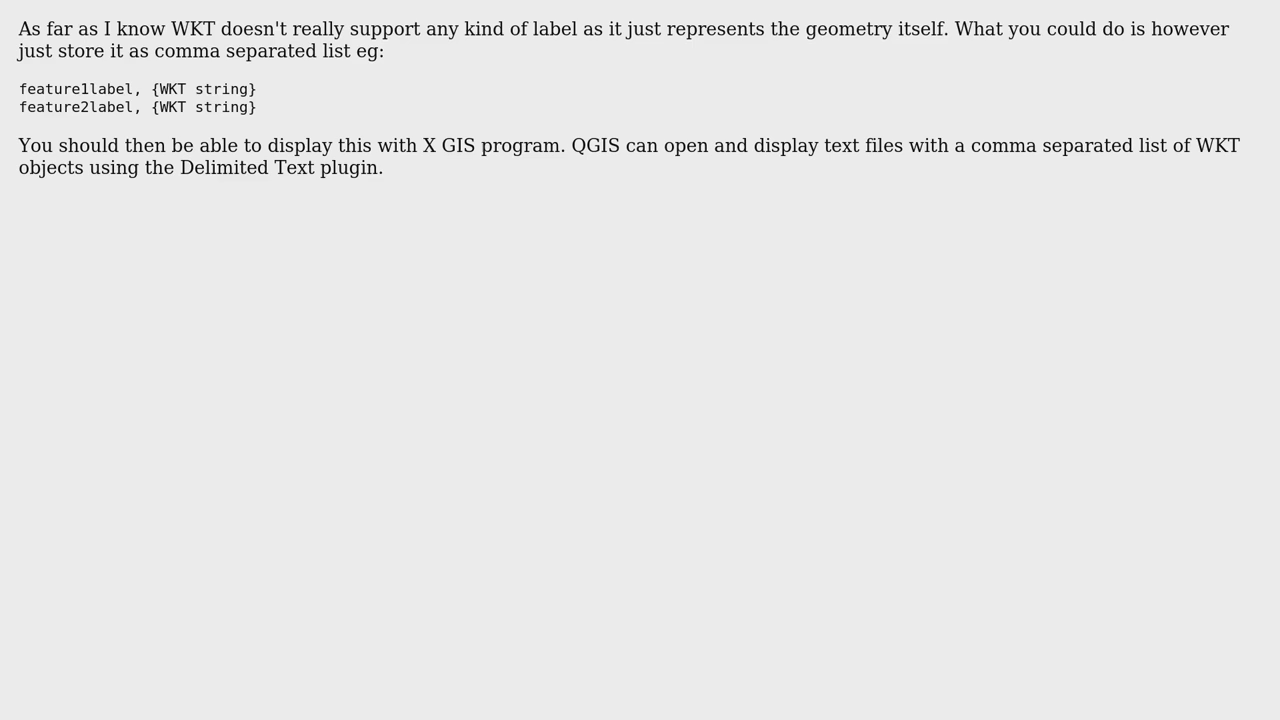 As far as I know WKT doesn't really support any kind of label as it just represents the geometry itself. What you could do is however
just store it as comma separated list eg:
feature1label, {WKT string}
feature2label, {WKT string}
You should then be able to display this with X GIS program. QGIS can open and display text files with a comma separated list of WKT
objects using the Delimited Text plugin.